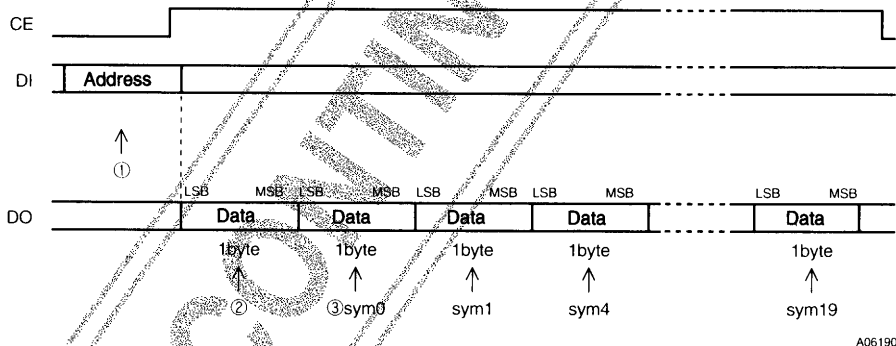 CE
DI Address
①
LSB MSB LSB MSB LSB MSB LSB MSB LSB MSB
DO Data Data Data Data Data
1byte 1byte 1byte 1byte 1byte
② ③sym0 sym1 sym4 sym19
CONTIN